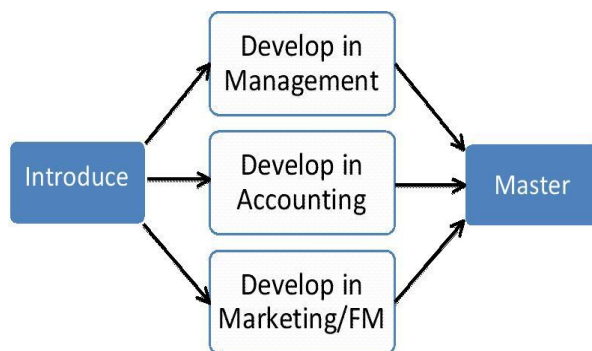 Introduce
Develop in
Management
Develop in
Accounting
Develop in
Marketing/FM
Master